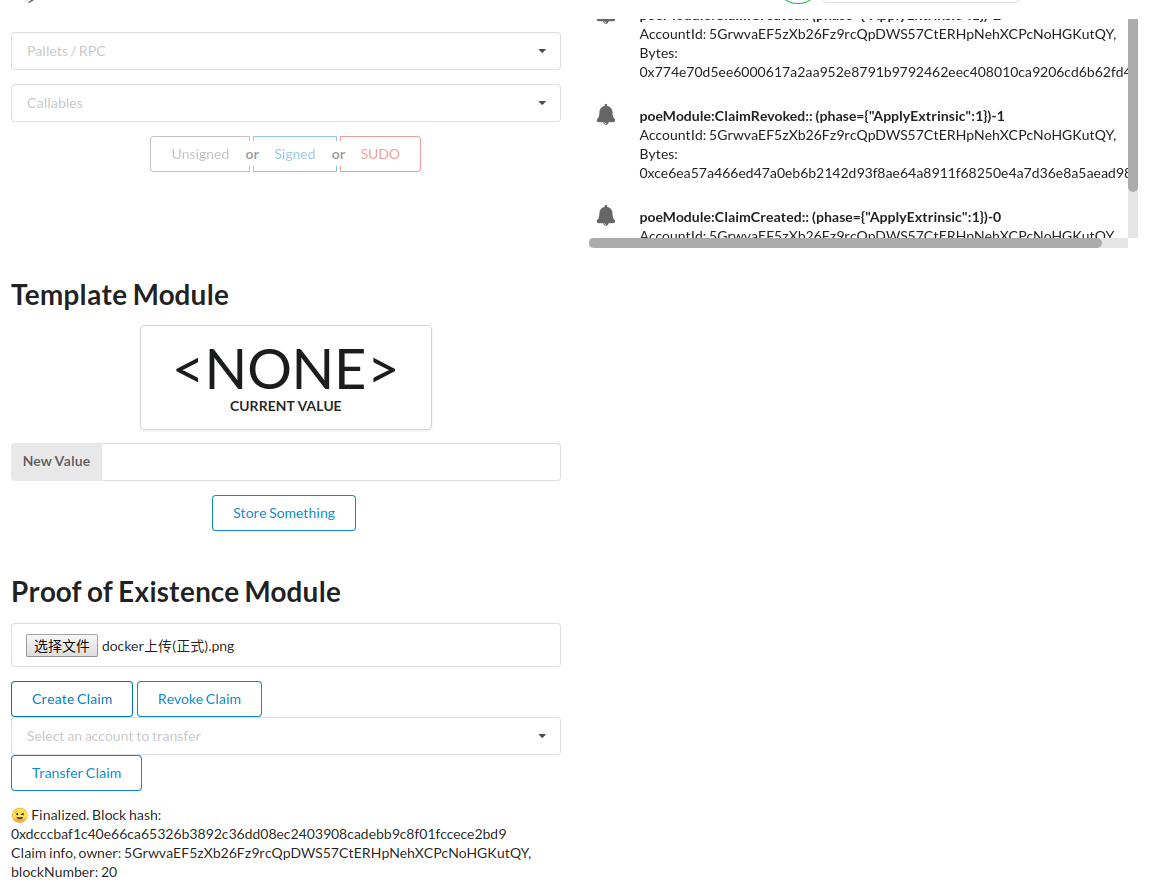 Pallets / RPC
Callables
Unsigned or Signed or SUDO
AccountId: 5GrwvaEF5zXb26Fz9rcQpDWS57CtERHpNehXCPcNoHGKutQY,
Bytes:
0x774e70d5ee6000617a2aa952e8791b9792462eec408010ca9206cd6b62fd4
poeModule:ClaimRevoked:: (phase={"ApplyExtrinsic":1})-1
AccountId: 5GrwvaEF5zXb26Fz9rcQpDWS57CtERHpNehXCPcNoHGKutQY,
Bytes:
0xce6ea57a466ed47a0eb6b2142d93f8ae64a8911f68250e4a7d36e8a5aead98
poeModule:ClaimCreated:: (phase={"ApplyExtrinsic":1})-0
AccountId: 5GrwvaEF5zXb26Fz9rcQpDWS57CtERHpNehXCPcNoHGKutQY,
Template Module
<NONE>
CURRENT VALUE
New Value
Store Something
Proof of Existence Module
选择文件 docker上传(正式).png
Create Claim Revoke Claim
Select an account to transfer
Transfer Claim
😉 Finalized. Block hash:
0xdcccbaf1c40e66ca65326b3892c36dd08ec2403908cadebb9c8f01fccece2bd9
Claim info, owner: 5GrwvaEF5zXb26Fz9rcQpDWS57CtERHpNehXCPcNoHGKutQY,
blockNumber: 20